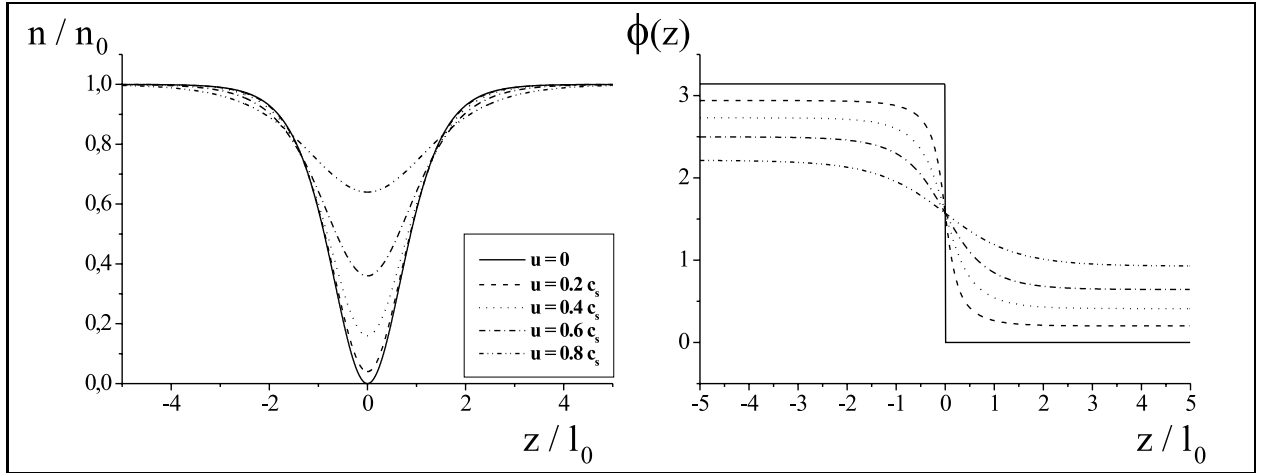 n / n₀
1,0
0,8
0,6
0,4
0,2
0,0
-4
-2
0
2
4
z / l₀
u = 0
u = 0.2 cₛ
u = 0.4 cₛ
u = 0.6 cₛ
u = 0.8 cₛ
ϕ(z)
3
2
1
0
-5
-4
-3
-2
-1
0
1
2
3
4
5
z / l₀